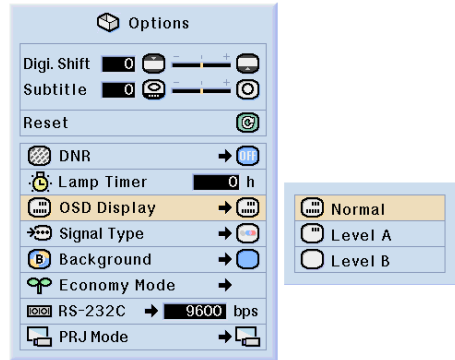 Options
Digi. Shift 0 - +
Subtitle 0 - +
Reset
DNR OFF
Lamp Timer 0 h
OSD Display
Signal Type
B Background
Economy Mode
RS-232C 9600 bps
PRJ Mode
Normal
Level A
Level B